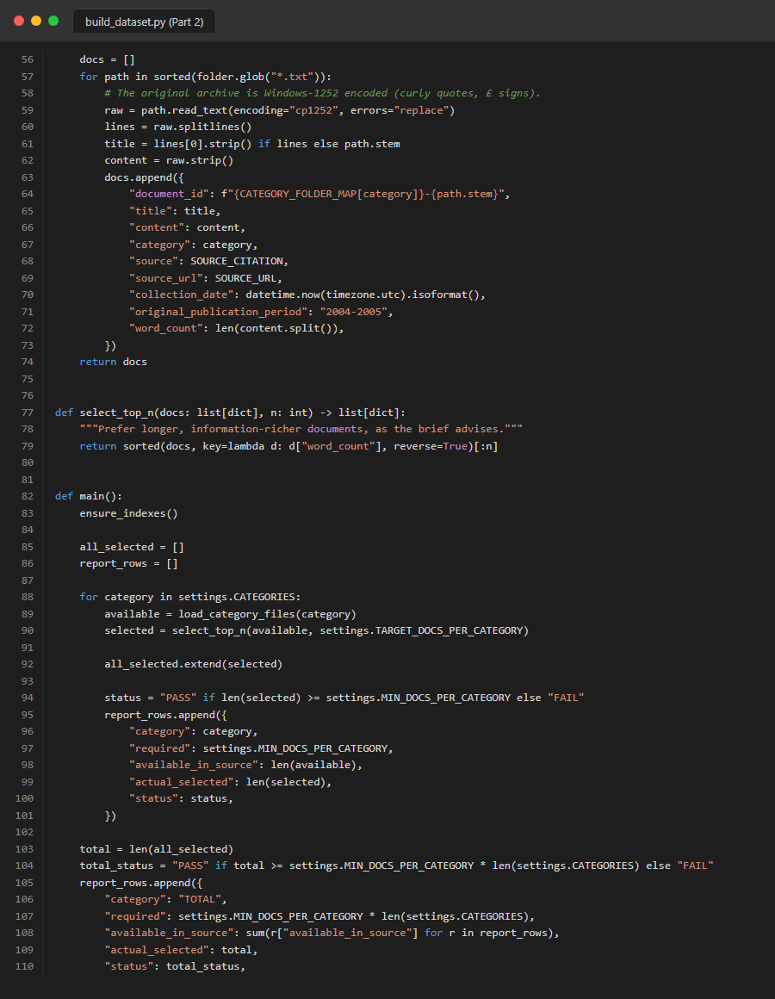 build_dataset.py (Part 2)
56 docs = []
57 for path in sorted(folder.glob("*.txt")):
58 # The original archive is Windows-1252 encoded (curly quotes, £ signs).
59 raw = path.read_text(encoding="cp1252", errors="replace")
60 lines = raw.splitlines()
61 title = lines[0].strip() if lines else path.stem
62 content = raw.strip()
63 docs.append({
64 "document_id": f"{CATEGORY_FOLDER_MAP[category]}-{path.stem}",
65 "title": title,
66 "content": content,
67 "category": category,
68 "source": SOURCE_CITATION,
69 "source_url": SOURCE_URL,
70 "collection_date": datetime.now(timezone.utc).isoformat(),
71 "original_publication_period": "2004-2005",
72 "word_count": len(content.split()),
73 })
74 return docs
75
76
77 def select_top_n(docs: list[dict], n: int) -> list[dict]:
78 """Prefer longer, information-richer documents, as the brief advises."""
79 return sorted(docs, key=lambda d: d["word_count"], reverse=True)[:n]
80
81
82 def main():
83 ensure_indexes()
84
85 all_selected = []
86 report_rows = []
87
88 for category in settings.CATEGORIES:
89 available = load_category_files(category)
90 selected = select_top_n(available, settings.TARGET_DOCS_PER_CATEGORY)
91
92 all_selected.extend(selected)
93
94 status = "PASS" if len(selected) >= settings.MIN_DOCS_PER_CATEGORY else "FAIL"
95 report_rows.append({
96 "category": category,
97 "required": settings.MIN_DOCS_PER_CATEGORY,
98 "available_in_source": len(available),
99 "actual_selected": len(selected),
100 "status": status,
101 })
102
103 total = len(all_selected)
104 total_status = "PASS" if total >= settings.MIN_DOCS_PER_CATEGORY * len(settings.CATEGORIES) else "FAIL"
105 report_rows.append({
106 "category": "TOTAL",
107 "required": settings.MIN_DOCS_PER_CATEGORY * len(settings.CATEGORIES),
108 "available_in_source": sum(r["available_in_source"] for r in report_rows),
109 "actual_selected": total,
110 "status": total_status,